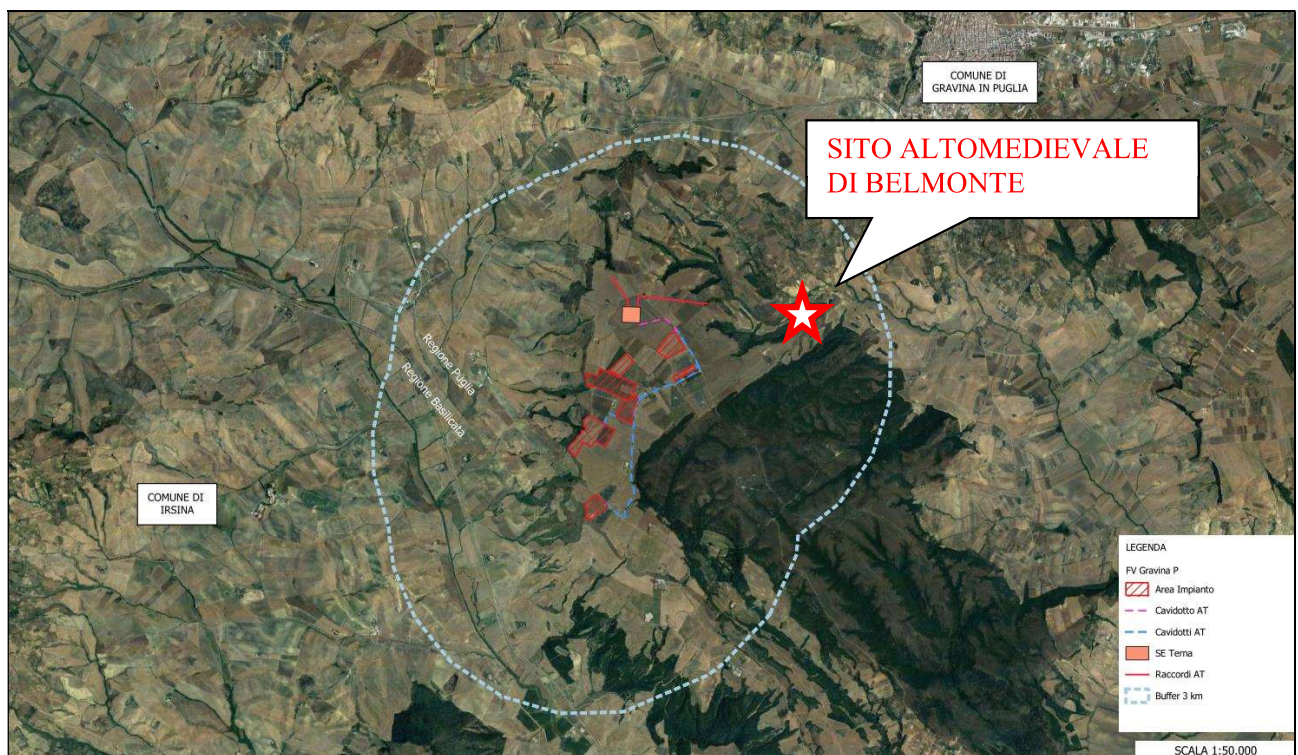 COMUNE DI
GRAVINA IN PUGLIA
SITO ALTOMEDIEVALE
DI BELMONTE
Regione Puglia
Regione Basilicata
COMUNE DI
IRSINA
LEGENDA
FV Gravina P
Area Impianto
Cavidotto AT
Cavidotti AT
SE Terna
Raccordi AT
Buffer 3 km
SCALA 1:50.000